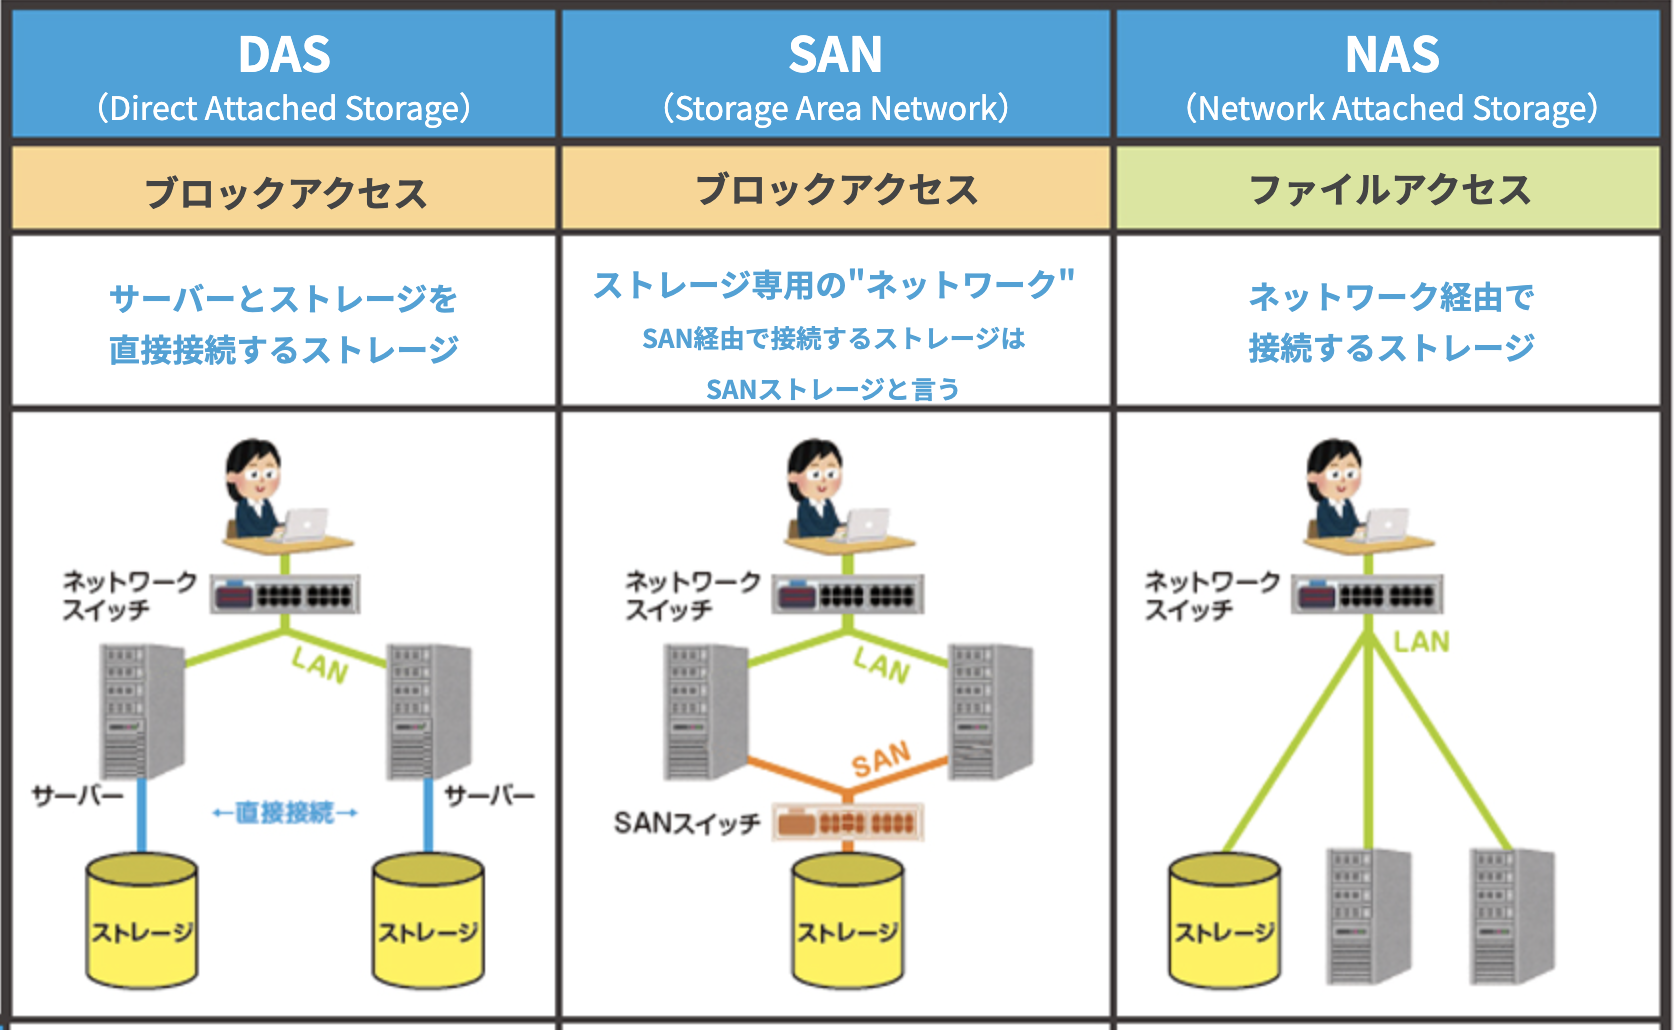 DAS
（Direct Attached Storage）
SAN
（Storage Area Network）
NAS
（Network Attached Storage）
ブロックアクセス
ブロックアクセス
ファイルアクセス
サーバーとストレージを
直接接続するストレージ
ストレージ専用の"ネットワーク"
SAN経由で接続するストレージは
SANストレージと言う
ネットワーク経由で
接続するストレージ
ネットワーク
スイッチ
LAN
サーバー
←直接接続→
サーバー
ストレージ
ストレージ
ネットワーク
スイッチ
LAN
SAN
SANスイッチ
ストレージ
ネットワーク
スイッチ
LAN
ストレージ